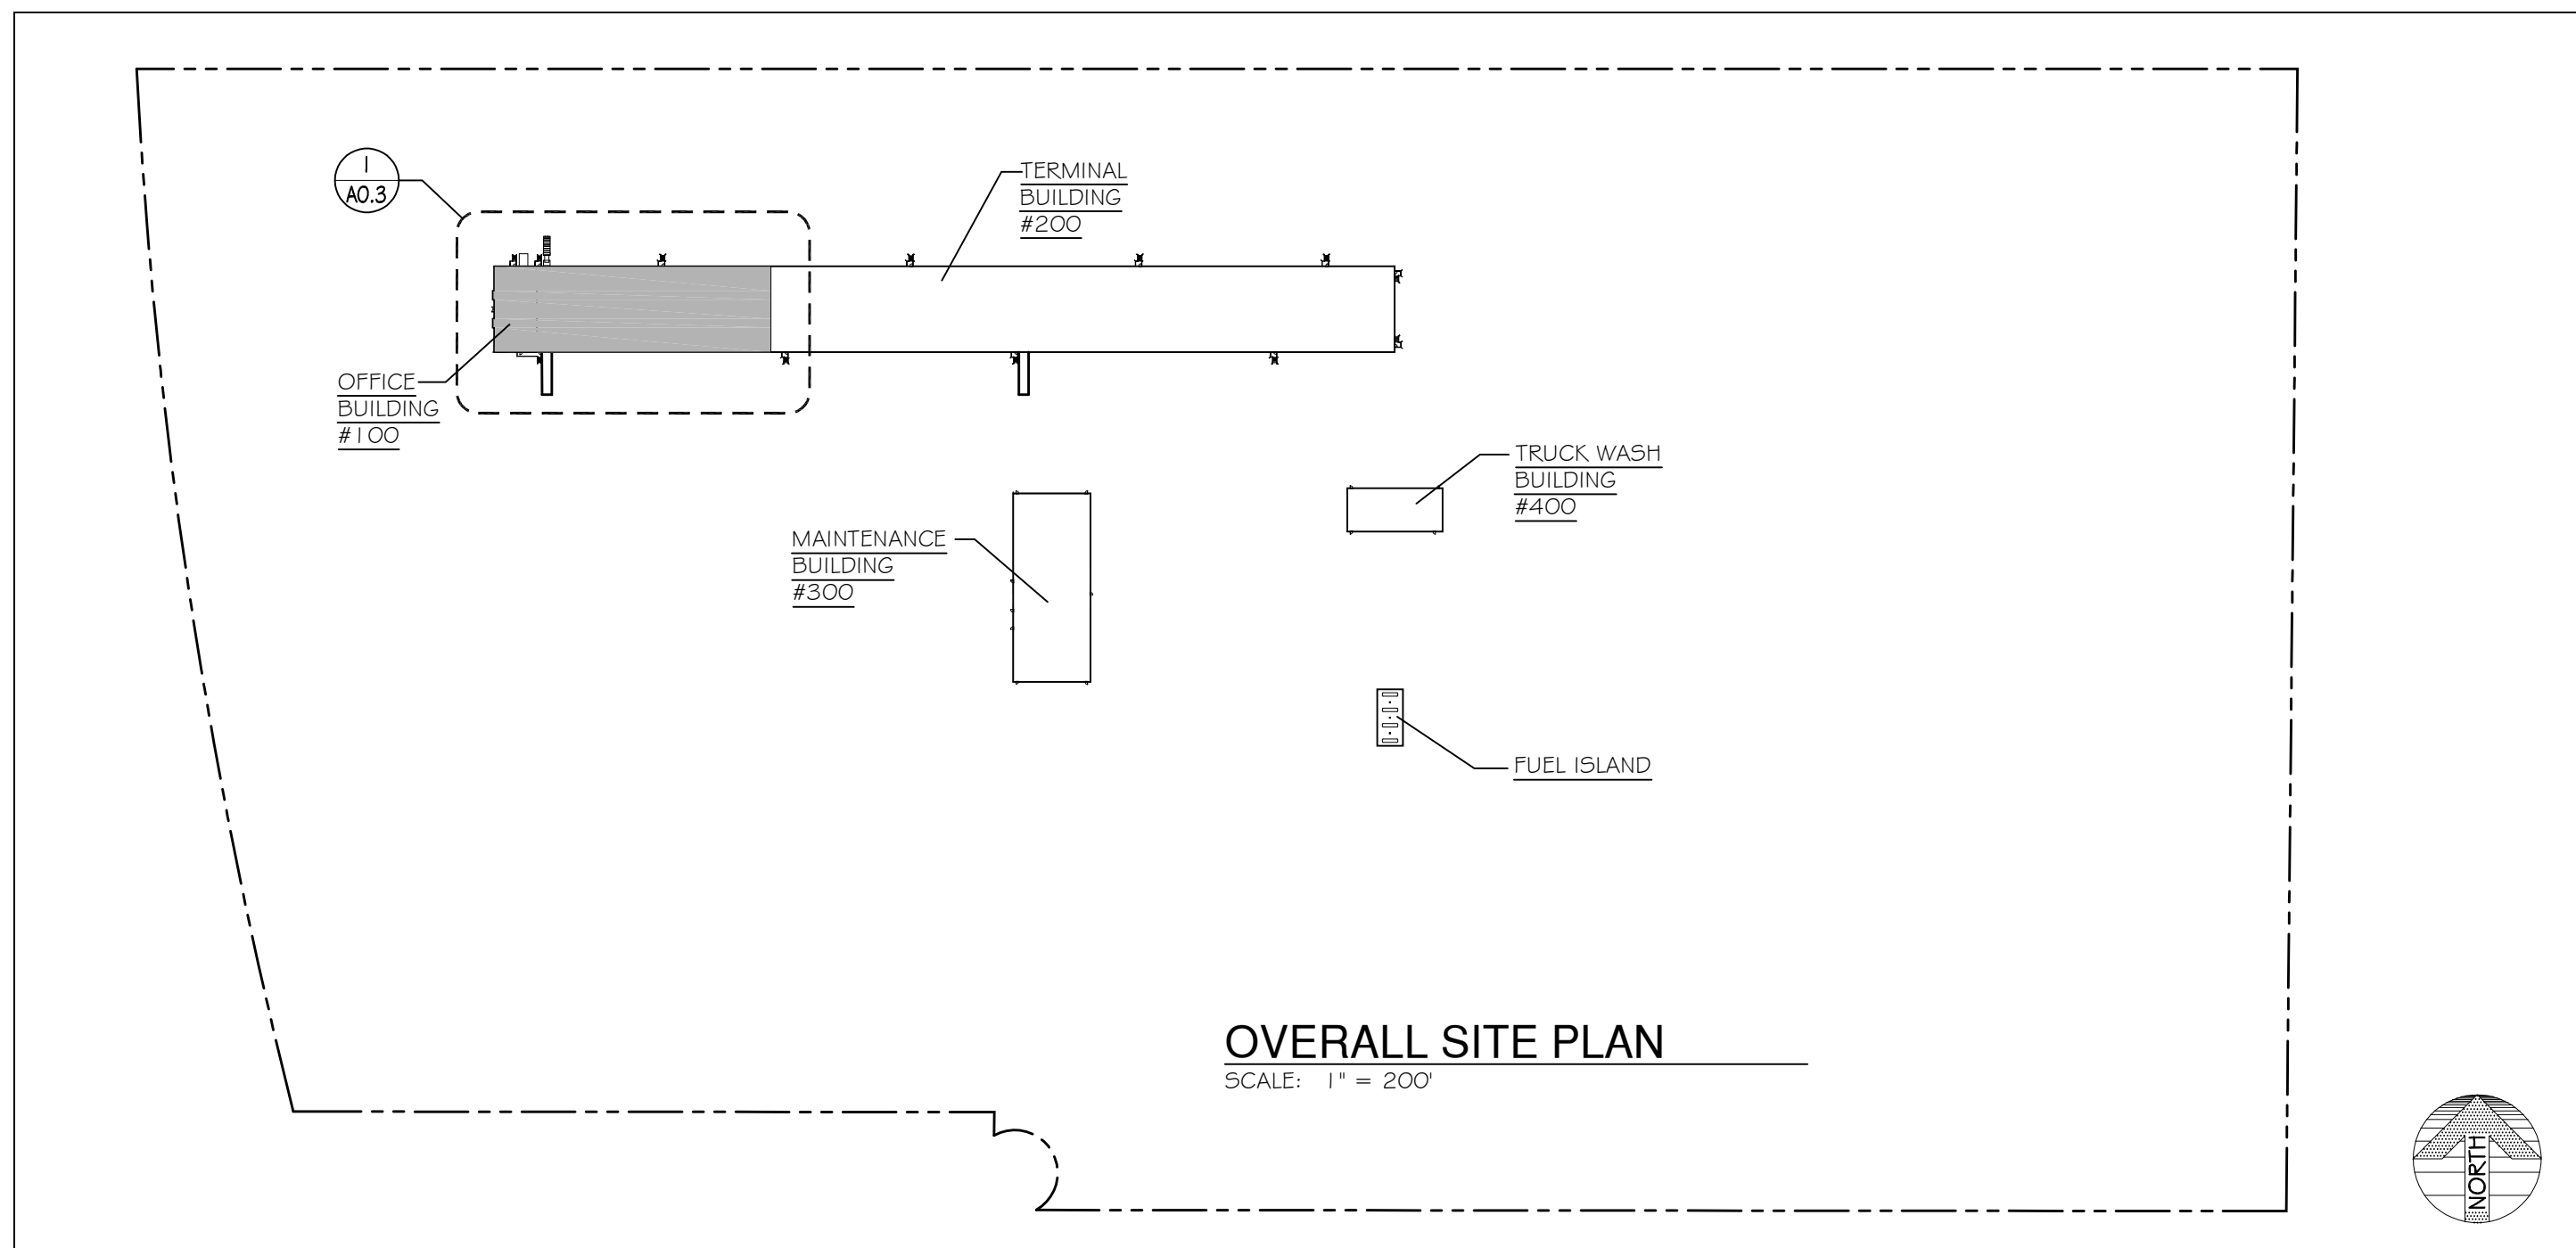 1
A0.3
TERMINAL
BUILDING
#200
OFFICE
BUILDING
#100
TRUCK WASH
BUILDING
#400
MAINTENANCE
BUILDING
#300
FUEL ISLAND
OVERALL SITE PLAN
SCALE: 1" = 200'
NORTH